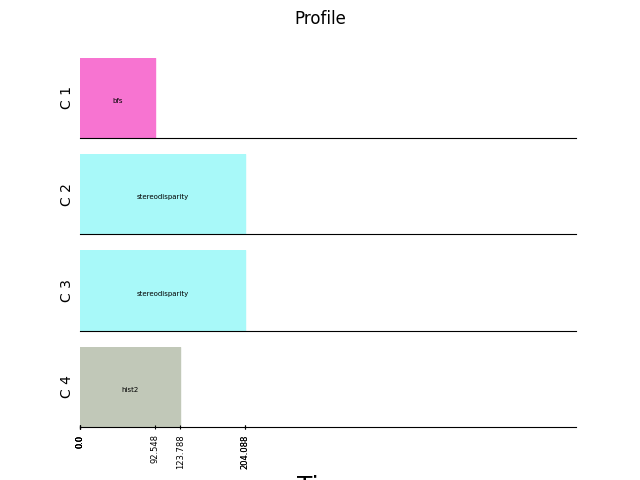 Profile
C 1
bfs
C 2
stereodisparity
C 3
stereodisparity
C 4
hist2
0.0
92.548
123.788
204.088